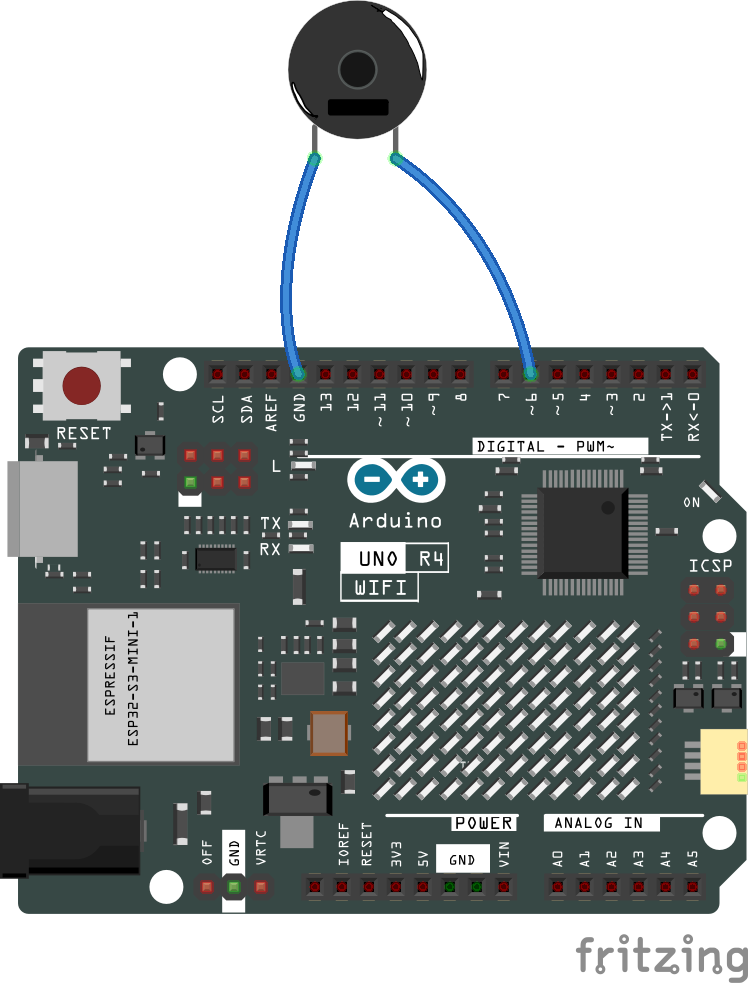 SCL
SDA
AREF
GND
13
12
~11
~10
~9
8
7
~6
~5
4
~3
2
TX->1
RX<-0
RESET
DIGITAL - PWM~
L
TX
RX
Arduino
UNO R4
WIFI
ON
ICSP
ESPRESSIF
ESP32-S3-MINI-1
POWER
ANALOG IN
OFF
GND
VRTC
IOREF
RESET
3V3
5V
GND
VIN
A0
A1
A2
A3
A4
A5
fritzing